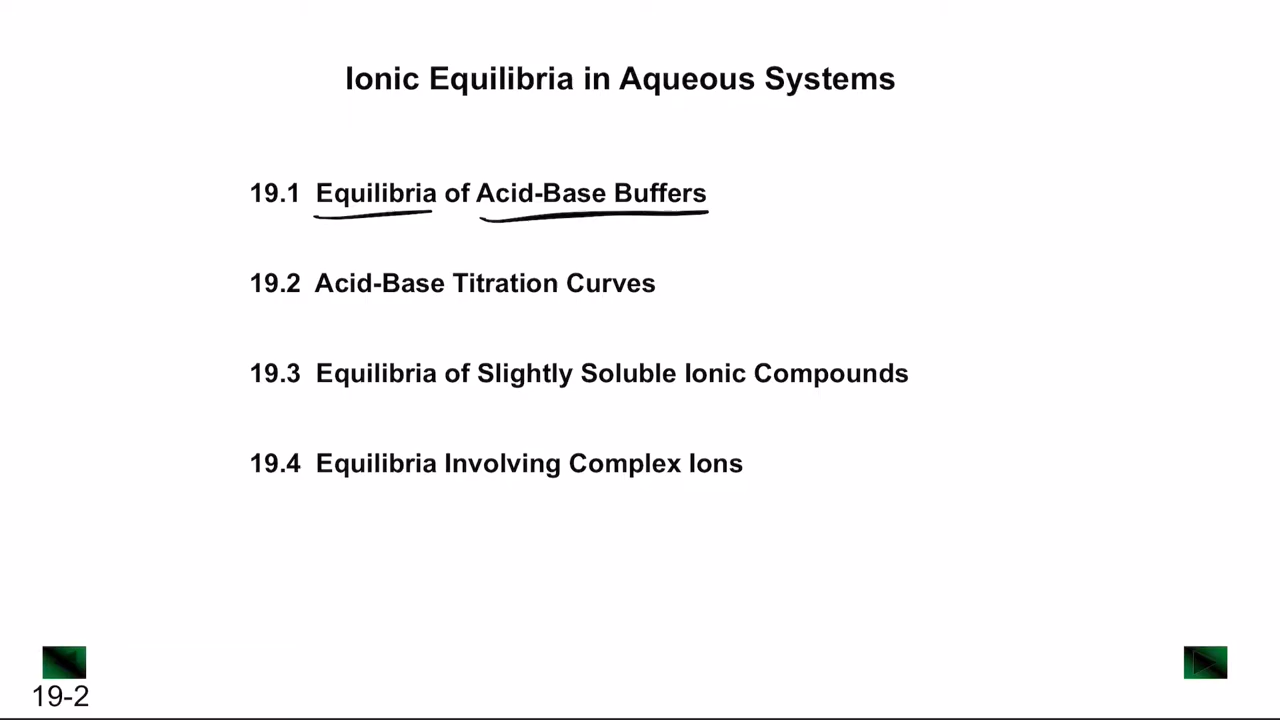 Ionic Equilibria in Aqueous Systems
19.1 Equilibria of Acid-Base Buffers
19.2 Acid-Base Titration Curves
19.3 Equilibria of Slightly Soluble Ionic Compounds
19.4 Equilibria Involving Complex Ions
19-2